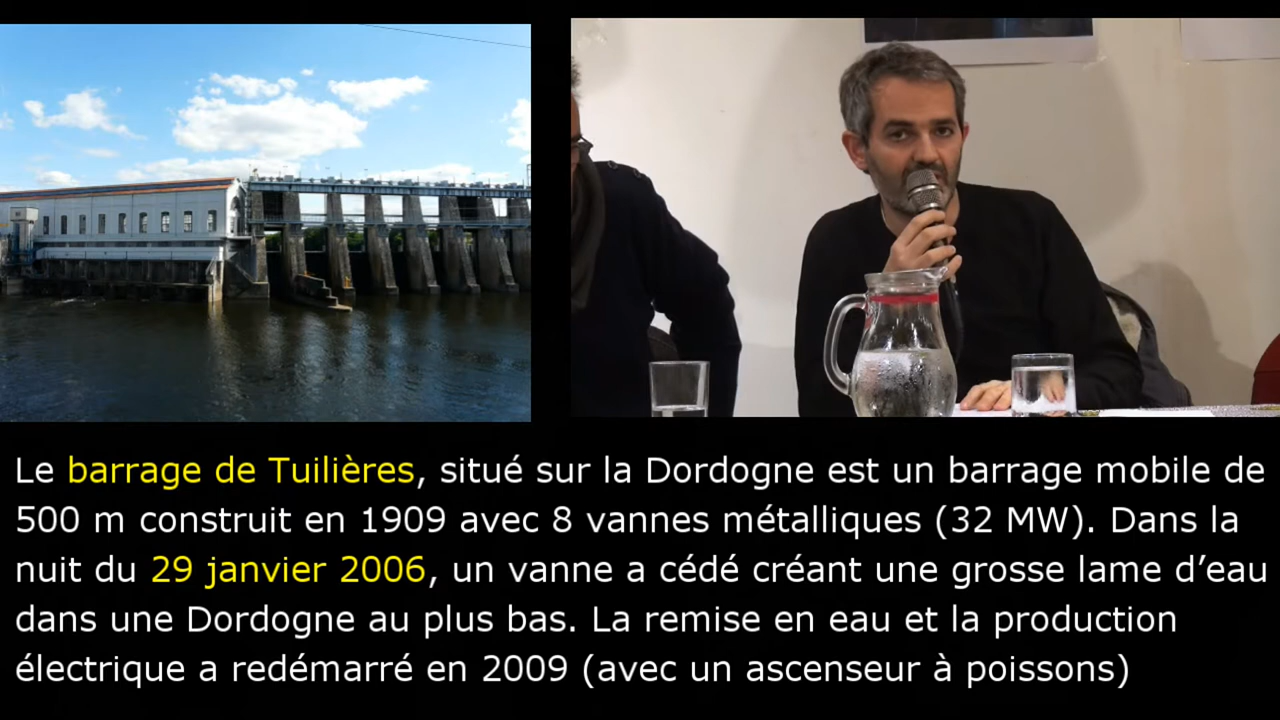 Le barrage de Tuilières, situé sur la Dordogne est un barrage mobile de
500 m construit en 1909 avec 8 vannes métalliques (32 MW). Dans la
nuit du 29 janvier 2006, un vanne a cédé créant une grosse lame d’eau
dans une Dordogne au plus bas. La remise en eau et la production
électrique a redémarré en 2009 (avec un ascenseur à poissons)